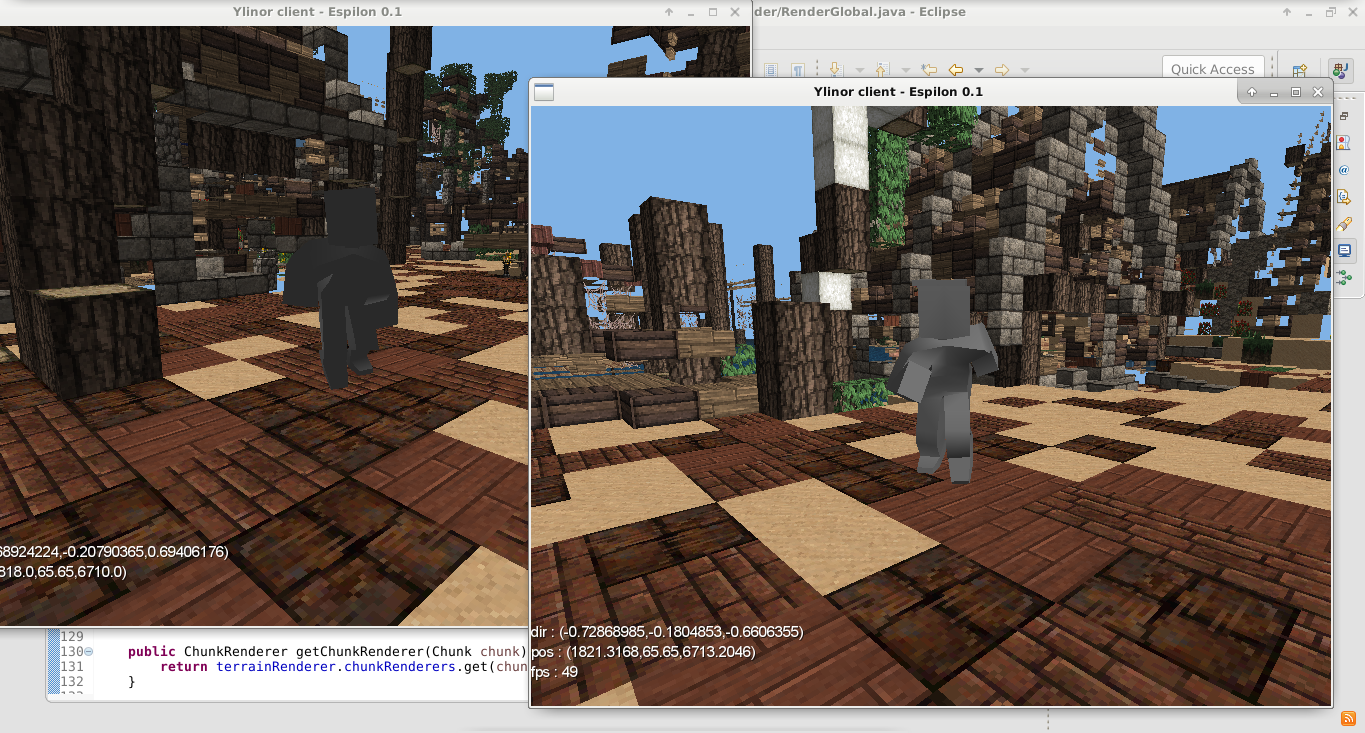 Ylinor client - Espilon 0.1
der/RenderGlobal.java - Eclipse
Quick Access
Ylinor client - Espilon 0.1
68924224,-0.20790365,0.69406176)
818.0,65.65,6710.0)
dir : (-0.72868985,-0.1804853,-0.6606355)
pos : (1821.3168,65.65,6713.2046)
fps : 49
129
130 public ChunkRenderer getChunkRenderer(Chunk chunk)
131 return terrainRenderer.chunkRenderers.get(chun
132 }